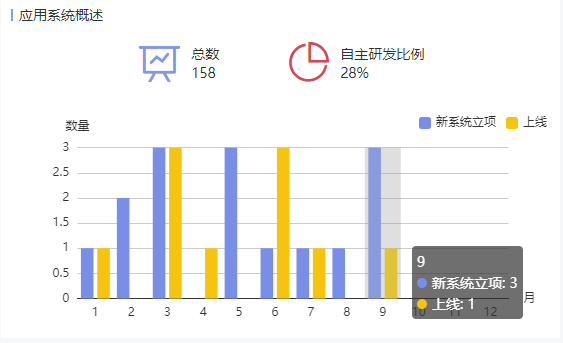 应用系统概述
总数
158
自主研发比例
28%
数量
新系统立项 上线
3
2.5
2
1.5
1
0.5
0
1 2 3 4 5 6 7 8 9 10 11 12 月
9
新系统立项: 3
上线: 1